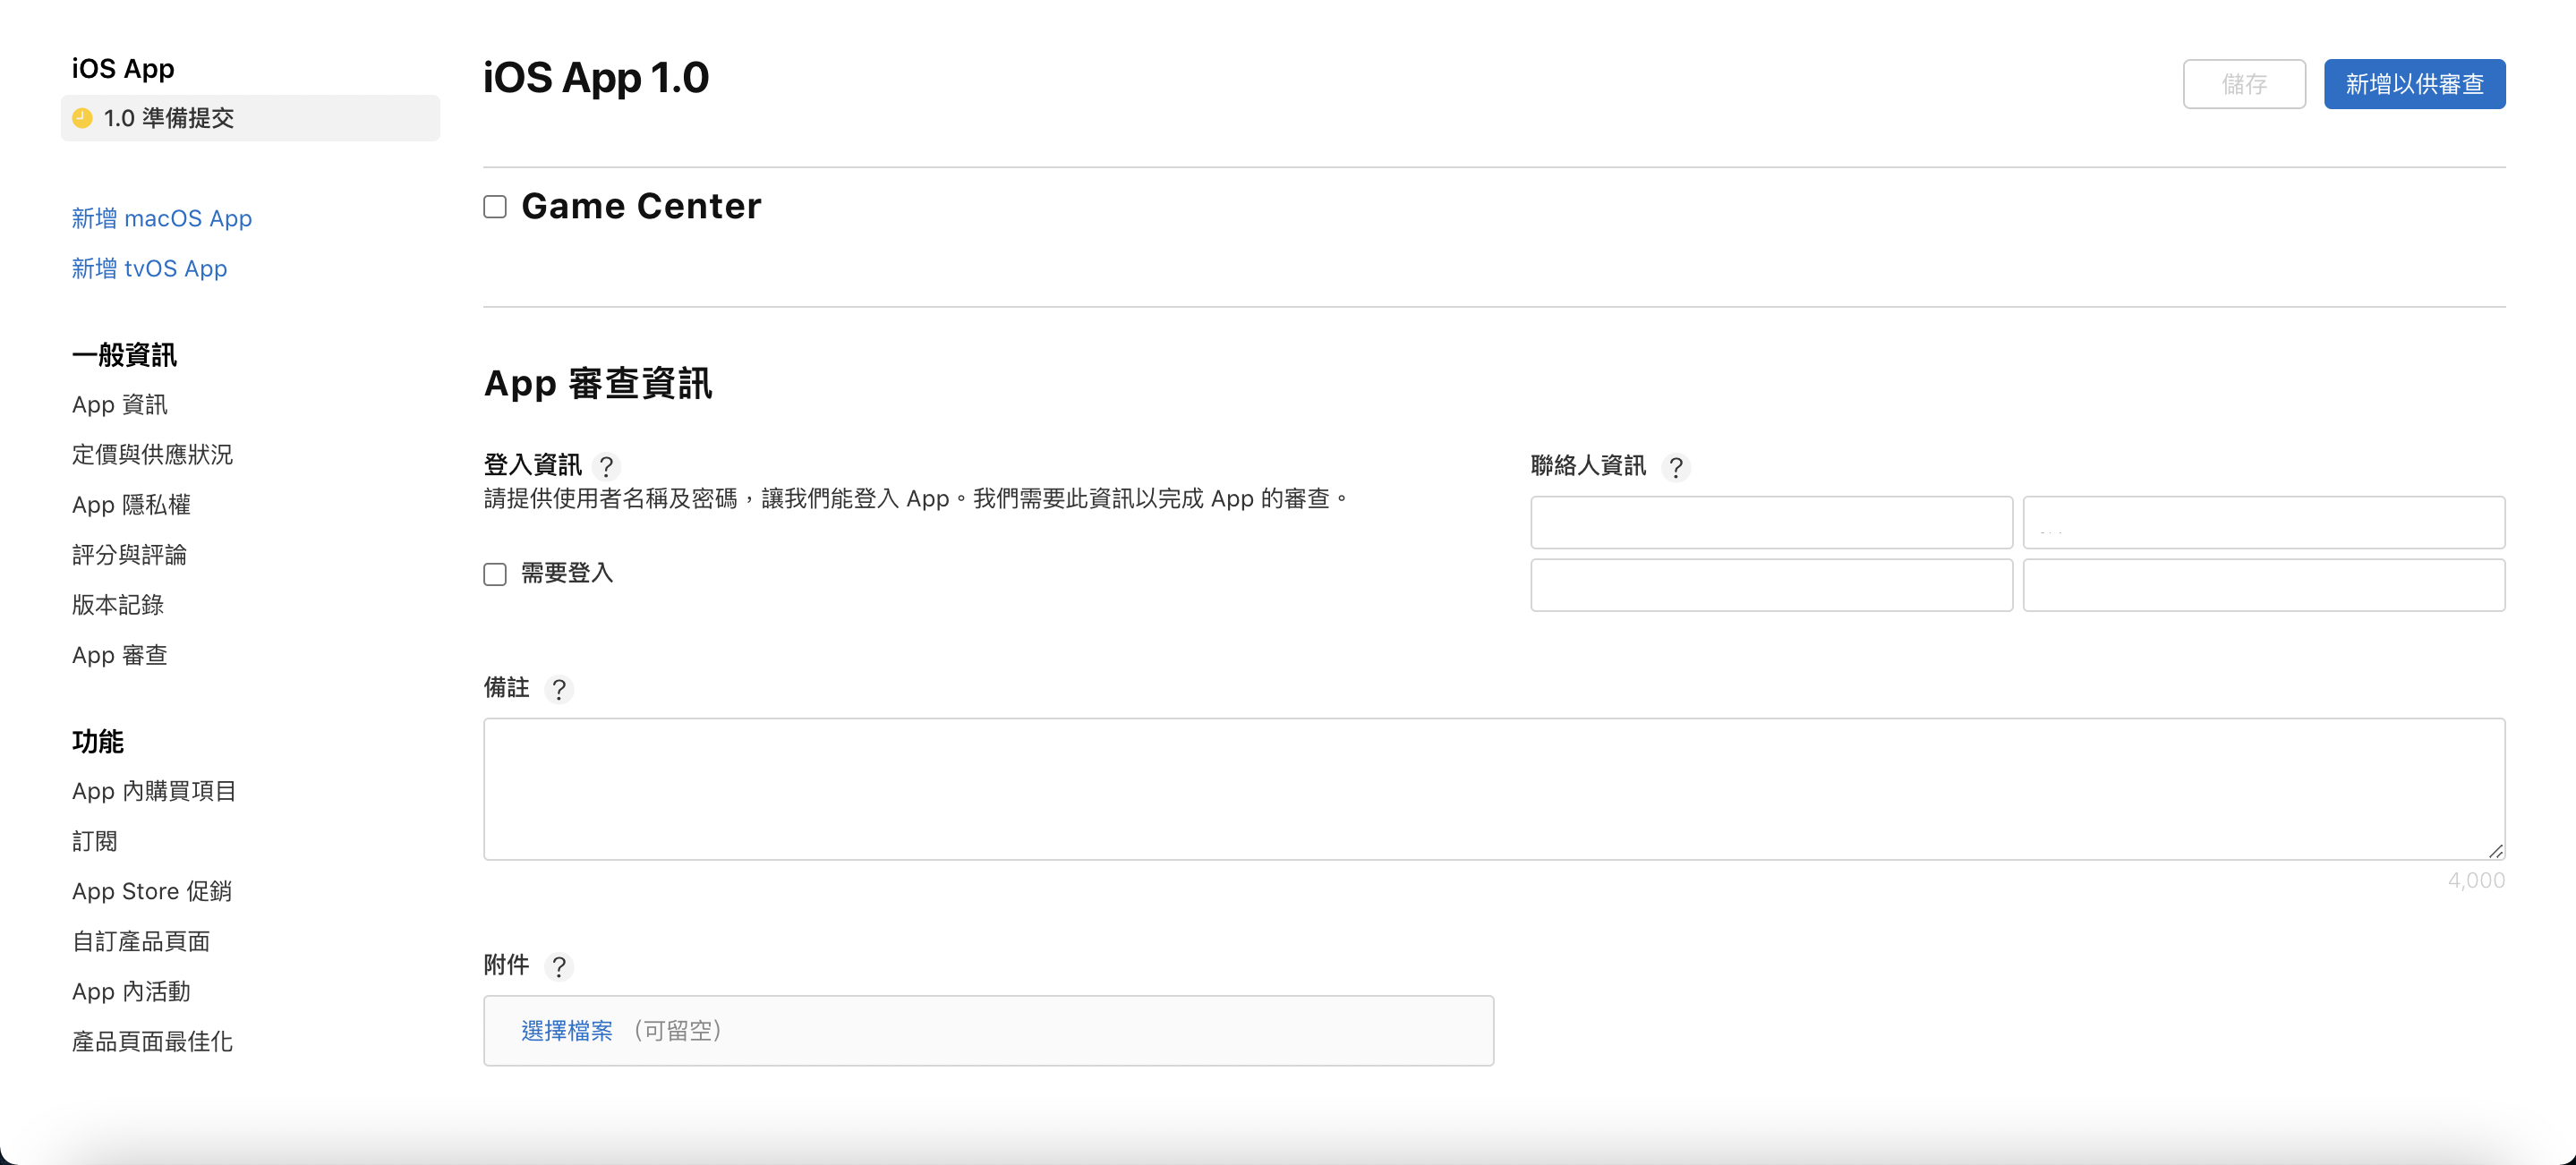 iOS App
1.0 準備提交
新增 macOS App
新增 tvOS App
一般資訊
App 資訊
定價與供應狀況
App 隱私權
評分與評論
版本記錄
App 審查
功能
App 內購買項目
訂閱
App Store 促銷
自訂產品頁面
App 內活動
產品頁面最佳化
iOS App 1.0
儲存
新增以供審查
Game Center
App 審查資訊
登入資訊 ?
請提供使用者名稱及密碼，讓我們能登入 App。我們需要此資訊以完成 App 的審查。
需要登入
聯絡人資訊 ?
備註 ?
4,000
附件 ?
選擇檔案 （可留空）